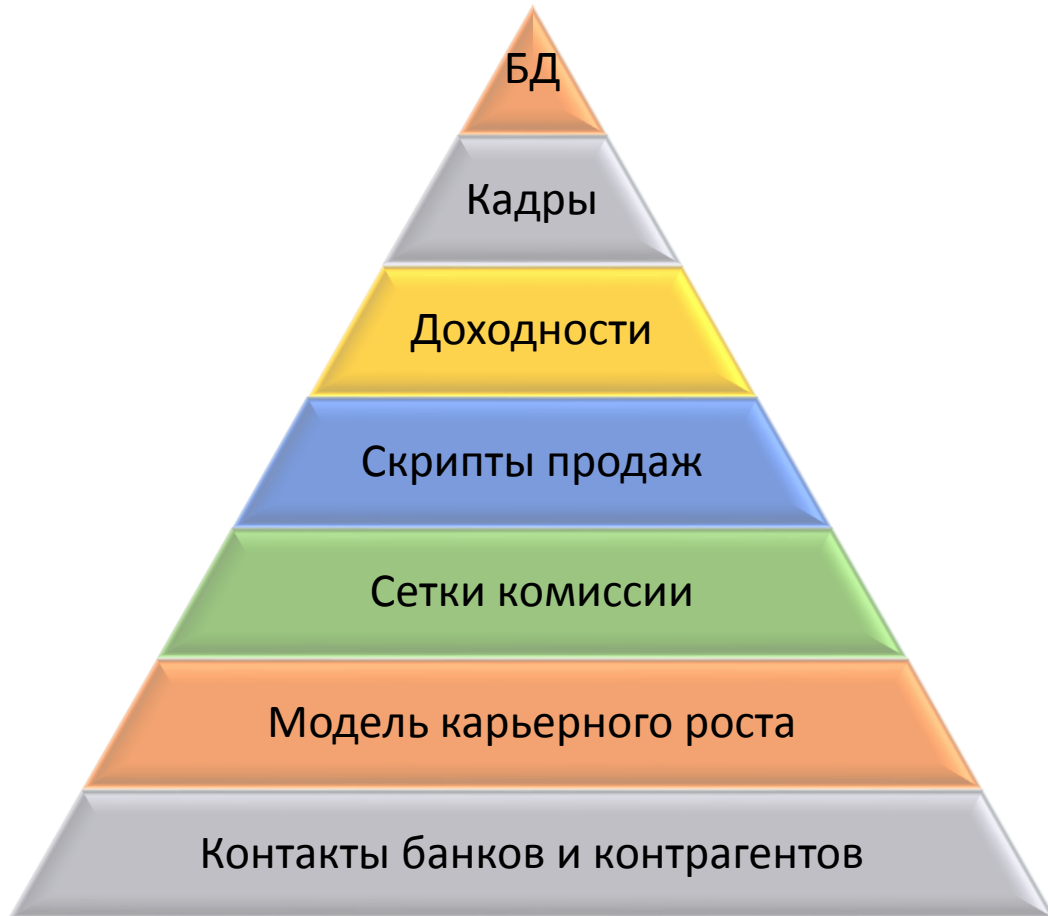 БД
Кадры
Доходности
Скрипты продаж
Сетки комиссии
Модель карьерного роста
Контакты банков и контрагентов